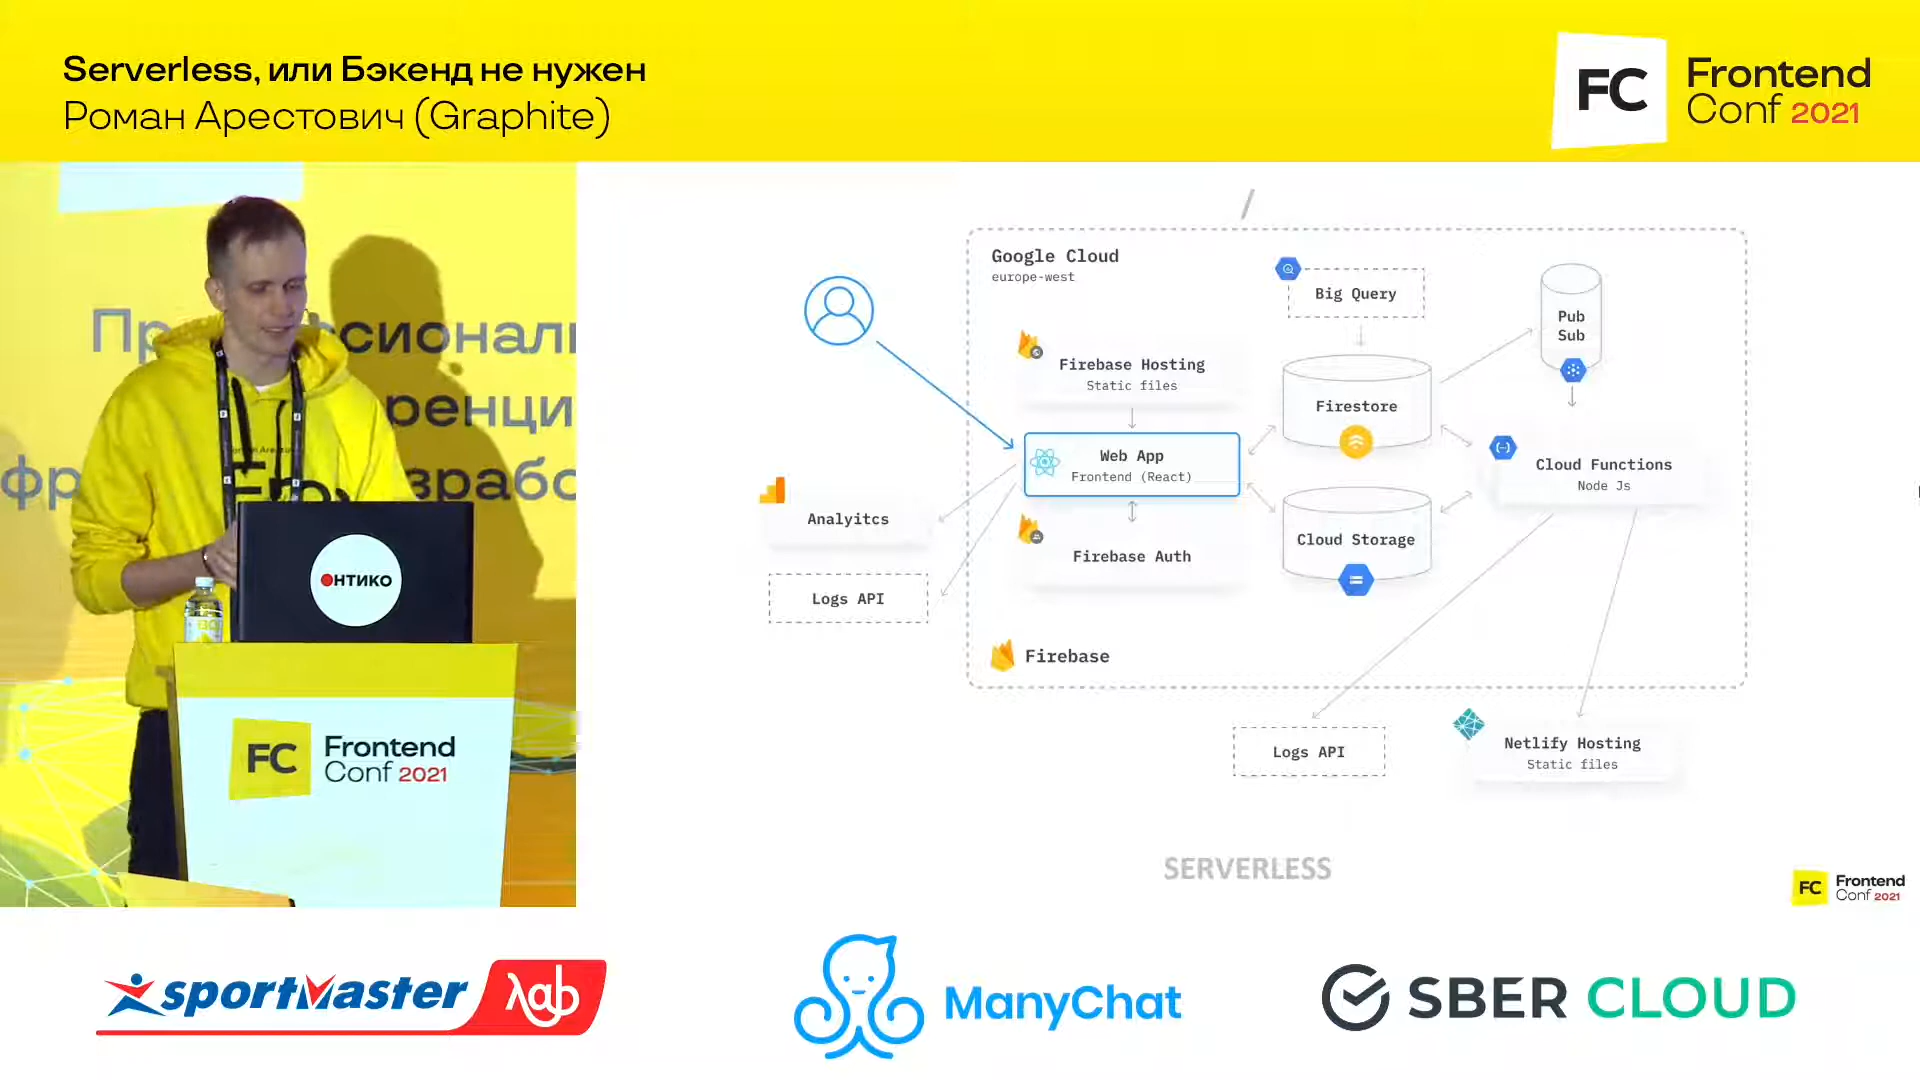 Serverless, или Бэкенд не нужен
Роман Арестович (Graphite)
FC
Frontend
Conf 2021
ОНТИКО
FC
Frontend
Conf 2021
/
Google Cloud
europe-west
Big Query
Pub
Sub
Firebase Hosting
Static files
Firestore
Web App
Frontend (React)
Cloud Functions
Node Js
Analyitcs
Cloud Storage
Firebase Auth
Logs API
Firebase
Logs API
Netlify Hosting
Static files
SERVERLESS
FC
Frontend
Conf 2021
sportmaster лаб
ManyChat
SBER CLOUD